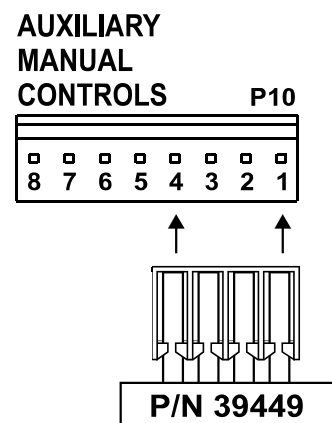 AUXILIARY
MANUAL
CONTROLS P10
8 7 6 5 4 3 2 1
P/N 39449